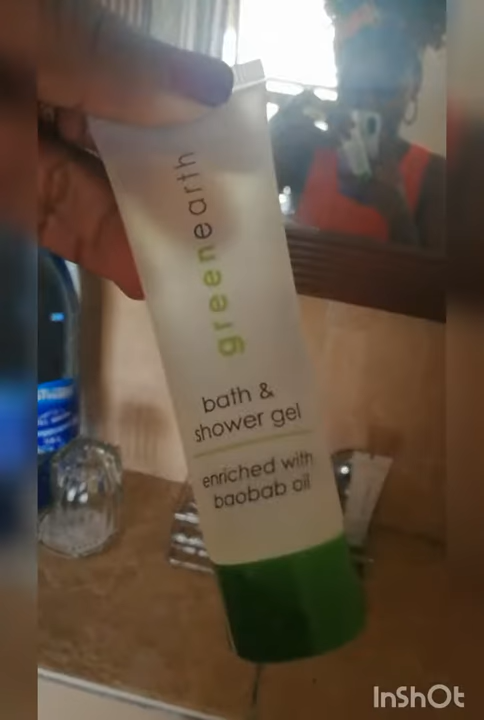 greenearth
bath &
shower gel
enriched with
baobab oil
InShOt